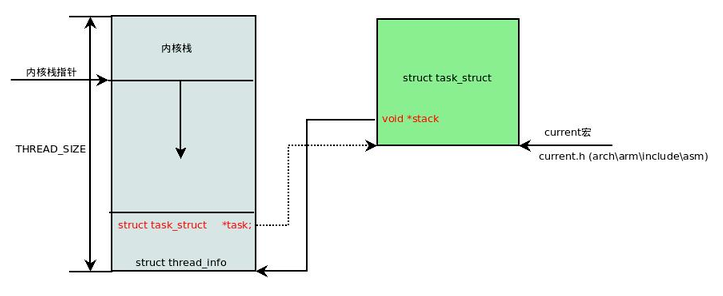 内核栈
内核栈指针
THREAD_SIZE
struct task_struct *task;
struct thread_info
struct task_struct
void *stack
current宏
current.h (arch\arm\include\asm)